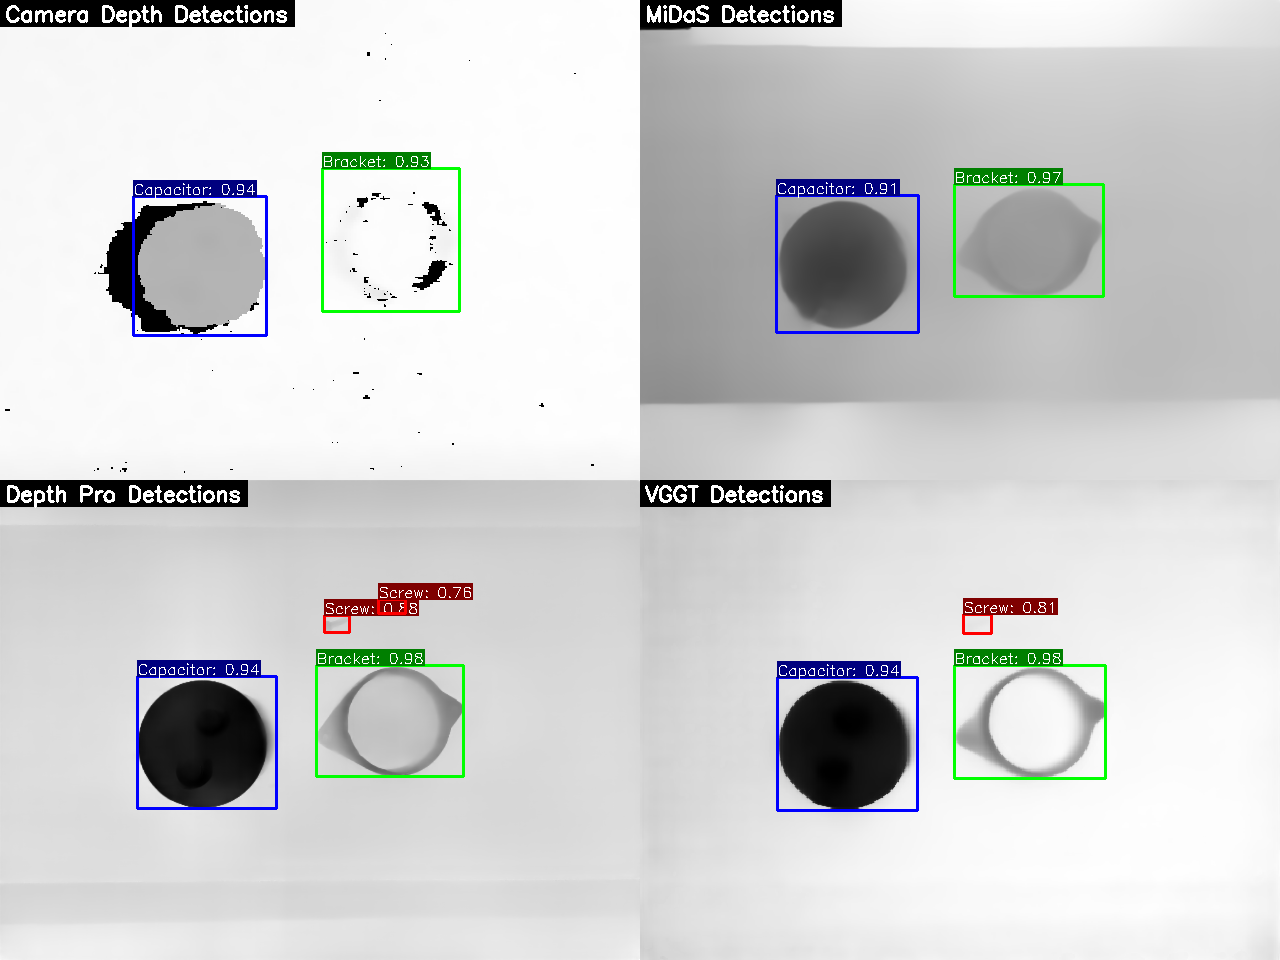 Camera Depth Detections
Capacitor: 0.94
Bracket: 0.93
MiDaS Detections
Capacitor: 0.91
Bracket: 0.97
Depth Pro Detections
Screw: 0.76
Screw: 0.88
Capacitor: 0.94
Bracket: 0.98
VGGT Detections
Screw: 0.81
Capacitor: 0.94
Bracket: 0.98